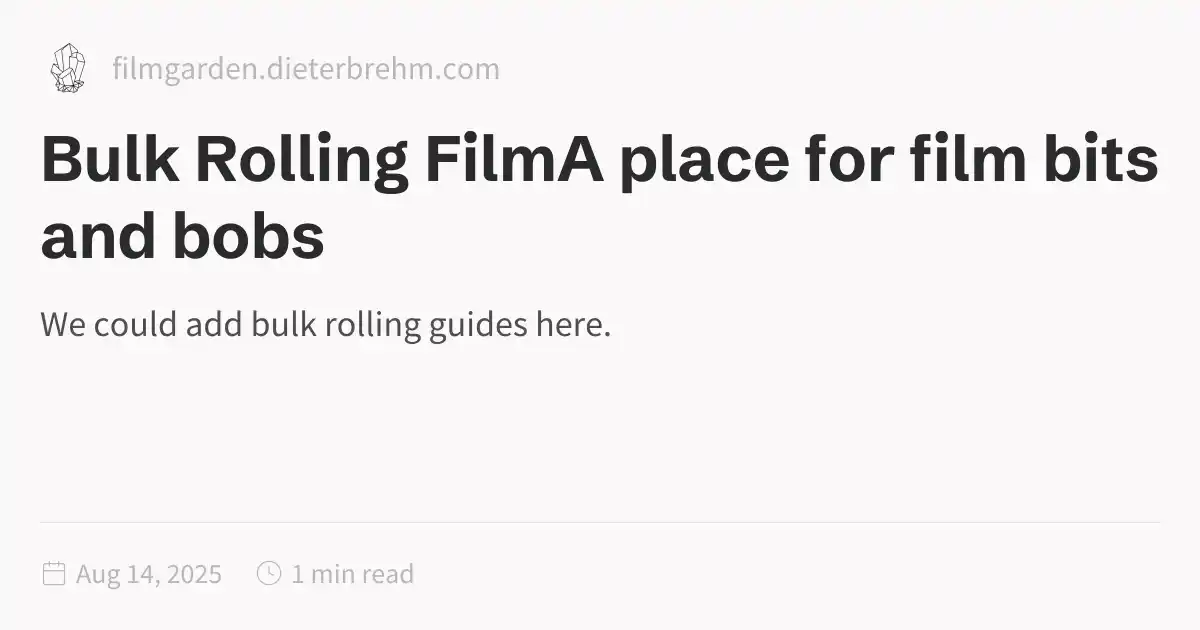 filmgarden.dieterbrehm.com
Bulk Rolling FilmA place for film bits
and bobs
We could add bulk rolling guides here.
Aug 14, 2025 1 min read